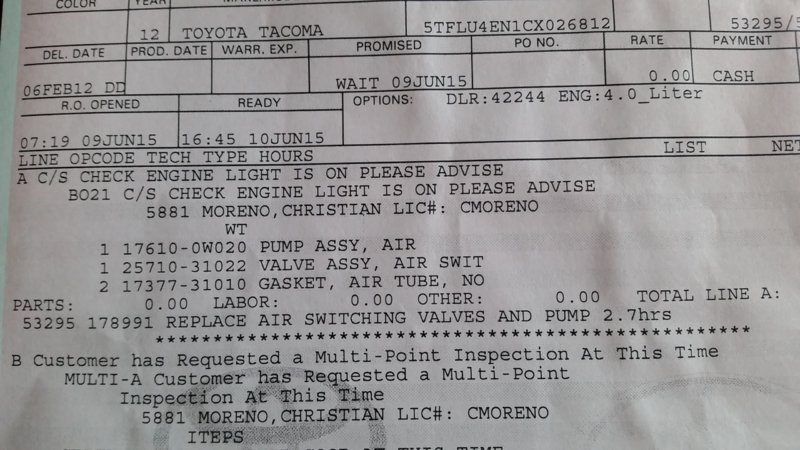 COLOR YEAR
12 TOYOTA TACOMA 5TFLU4EN1CX026812 53295/5
DEL. DATE PROD. DATE WARR. EXP. PROMISED PO NO. RATE PAYMENT
06FEB12 DD WAIT 09JUN15 0.00 CASH
R.O. OPENED READY OPTIONS: DLR:42244 ENG:4.0_Liter
07:19 09JUN15 16:45 10JUN15
LINE OPCODE TECH TYPE HOURS LIST NET
A C/S CHECK ENGINE LIGHT IS ON PLEASE ADVISE
BO21 C/S CHECK ENGINE LIGHT IS ON PLEASE ADVISE
5881 MORENO,CHRISTIAN LIC#: CMORENO
WT
1 17610-0W020 PUMP ASSY, AIR
1 25710-31022 VALVE ASSY, AIR SWIT
2 17377-31010 GASKET, AIR TUBE, NO
PARTS: 0.00 LABOR: 0.00 OTHER: 0.00 TOTAL LINE A:
53295 178991 REPLACE AIR SWITCHING VALVES AND PUMP 2.7hrs
****************************************************
B Customer has Requested a Multi-Point Inspection At This Time
MULTI-A Customer has Requested a Multi-Point
Inspection At This Time
5881 MORENO,CHRISTIAN LIC#: CMORENO
ITEPS
AT THIS TIME